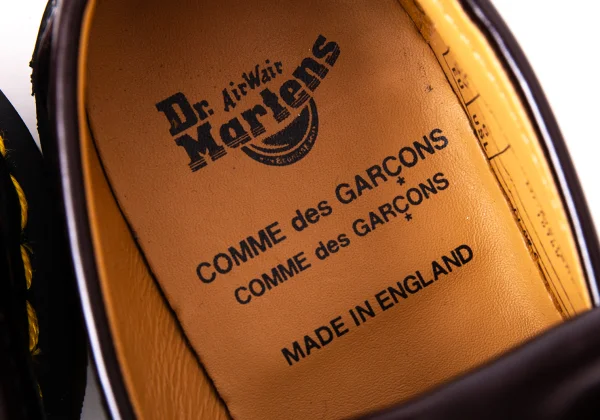 Dr. AirWair
Martens
COMME des GARÇONS
COMME des GARÇONS
MADE IN ENGLAND